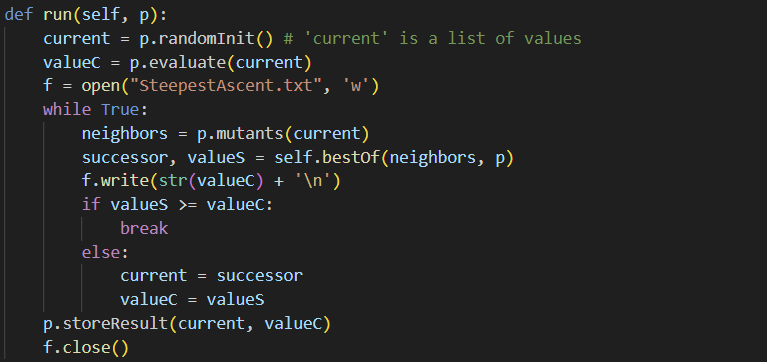 def run(self, p):
    current = p.randomInit() # 'current' is a list of values
    valueC = p.evaluate(current)
    f = open("SteepestAscent.txt", 'w')
    while True:
        neighbors = p.mutants(current)
        successor, valueS = self.bestOf(neighbors, p)
        f.write(str(valueC) + '\n')
        if valueS >= valueC:
            break
        else:
            current = successor
            valueC = valueS
    p.storeResult(current, valueC)
    f.close()